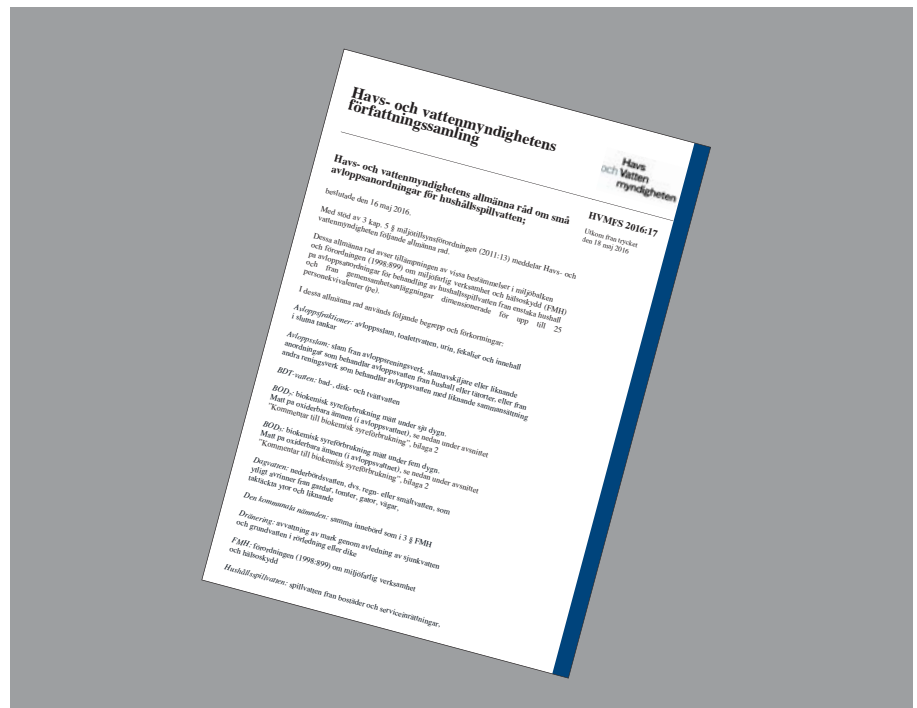 Havs- och vattenmyndighetens
författningssamling
Havs
och Vatten
myndigheten
Havs- och vattenmyndighetens allmänna råd om små
avloppsanordningar för hushållsspillvatten;
HVMFS 2016:17
Utkom från trycket
den 18 maj 2016
beslutade den 16 maj 2016.
Med stöd av 3 kap. 5 § miljötillsynsförordningen (2011:13) meddelar Havs- och
vattenmyndigheten följande allmänna råd.
Dessa allmänna råd avser tillämpningen av vissa bestämmelser i miljöbalken
och förordningen (1998:899) om miljöfarlig verksamhet och hälsoskydd (FMH)
på avloppsanordningar för behandling av hushållsspillvatten från enstaka hushåll
och från gemensamhetsanläggningar dimensionerade för upp till 25
personekvivalenter (pe).
I dessa allmänna råd används följande begrepp och förkortningar:
Avloppsfraktioner: avloppsslam, toalettvatten, urin, fekalier och innehåll
i slutna tankar
Avloppsslam: slam från avloppsreningsverk, slamavskiljare eller liknande
anordningar som behandlar avloppsvatten från hushåll eller tätorter, eller från
andra reningsverk som behandlar avloppsvatten med liknande sammansättning
BDT-vatten: bad-, disk- och tvättvatten
BOD₇: biokemisk syreförbrukning mätt under sju dygn.
Mått på oxiderbara ämnen (i avloppsvattnet), se nedan under avsnittet
"Kommentar till biokemisk syreförbrukning", bilaga 2
BOD₅: biokemisk syreförbrukning mätt under fem dygn.
Mått på oxiderbara ämnen (i avloppsvattnet), se nedan under avsnittet
"Kommentar till biokemisk syreförbrukning", bilaga 2
Dagvatten: nederbördsvatten, dvs. regn- eller smältvatten, som
ytligt avrinner från gårdar, tomter, gator, vägar,
taktäckta ytor och liknande
Den kommunala nämnden: samma innebörd som i 3 § FMH
Dränering: avvattning av mark genom avledning av sjunkvatten
och grundvatten i rörledning eller dike
FMH: förordningen (1998:899) om miljöfarlig verksamhet
och hälsoskydd
Hushållsspillvatten: spillvatten från bostäder och serviceinrättningar,